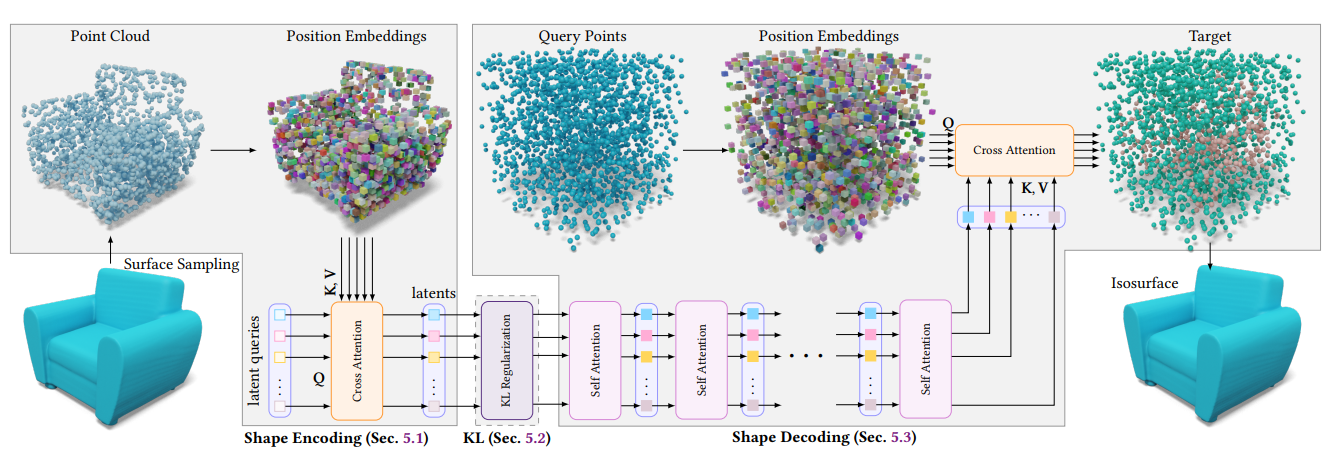 Point Cloud
Position Embeddings
Query Points
Position Embeddings
Target
Q
Cross Attention
K, V
...
Surface Sampling
Isosurface
K, V
latents
latent queries
Q
Cross Attention
...
...
KL Regularization
Self Attention
...
Self Attention
...
...
...
Self Attention
Shape Encoding (Sec. 5.1)
KL (Sec. 5.2)
Shape Decoding (Sec. 5.3)